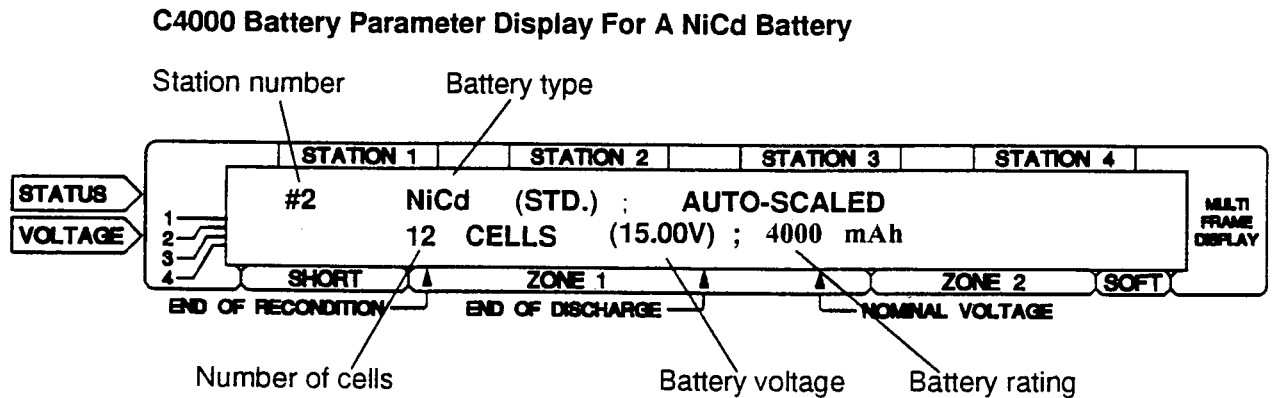 C4000 Battery Parameter Display For A NiCd Battery
Station number Battery type
STATION 1 STATION 2 STATION 3 STATION 4
STATUS #2 NiCd (STD.) ; AUTO-SCALED
VOLTAGE 12 CELLS (15.00V) ; 4000 mAh
1
2
3
4
MULTI
FRAME
DISPLAY
SHORT ZONE 1 ZONE 2 SOFT
END OF RECONDITION END OF DISCHARGE NOMINAL VOLTAGE
Number of cells Battery voltage Battery rating